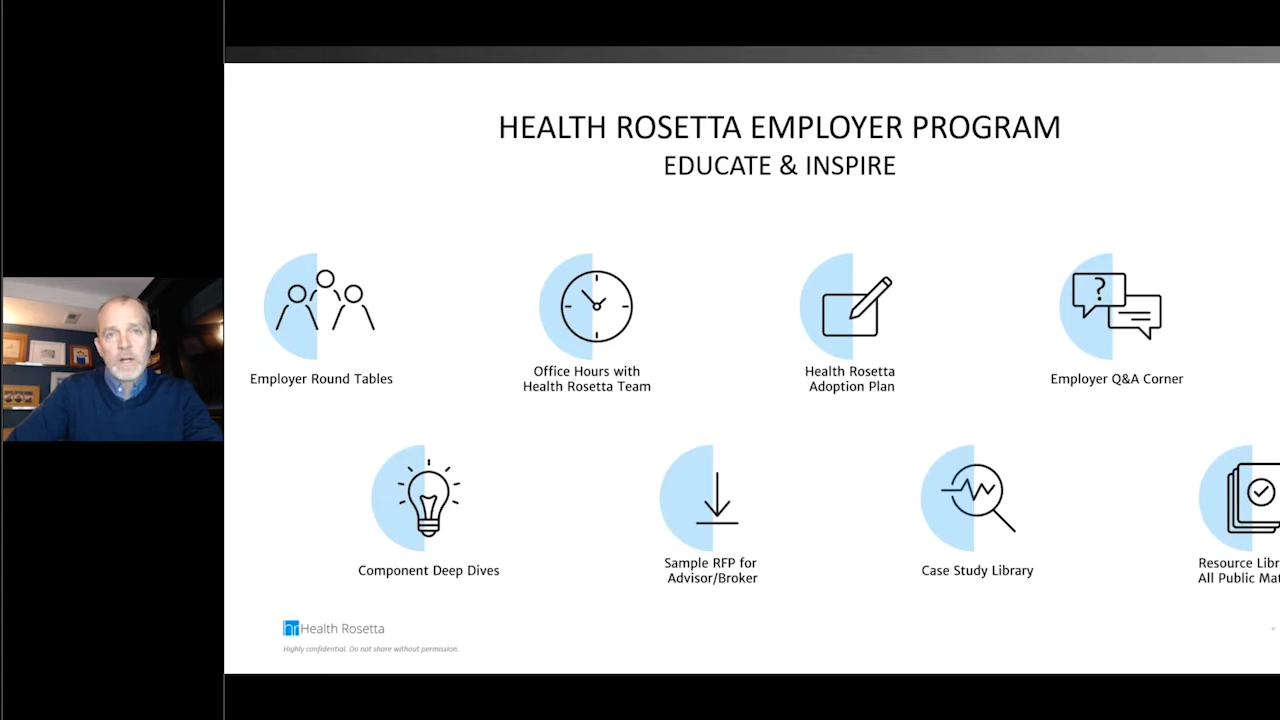 HEALTH ROSETTA EMPLOYER PROGRAM
EDUCATE & INSPIRE
Employer Round Tables
Office Hours with
Health Rosetta Team
Health Rosetta
Adoption Plan
?
Employer Q&A Corner
Component Deep Dives
Sample RFP for
Advisor/Broker
Case Study Library
Resource Libr
All Public Mat
hr Health Rosetta
Highly confidential. Do not share without permission.